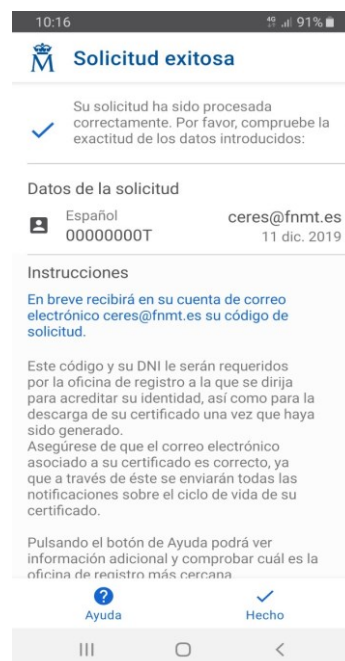 10:16
4G 91%
M
Solicitud exitosa
Su solicitud ha sido procesada
correctamente. Por favor, compruebe la
exactitud de los datos introducidos:
Datos de la solicitud
Español
ceres@fnmt.es
00000000T
11 dic. 2019
Instrucciones
En breve recibirá en su cuenta de correo
electrónico ceres@fnmt.es su código de
solicitud.
Este código y su DNI le serán requeridos
por la oficina de registro a la que se dirija
para acreditar su identidad, así como para la
descarga de su certificado una vez que haya
sido generado.
Asegúrese de que el correo electrónico
asociado a su certificado es correcto, ya
que a través de éste se enviarán todas las
notificaciones sobre el ciclo de vida de su
certificado.
Pulsando el botón de Ayuda podrá ver
información adicional y comprobar cuál es la
oficina de registro más cercana.
Ayuda
Hecho